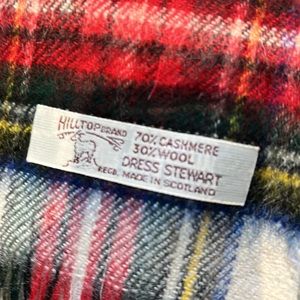 HILLTOP BRAND
70% CASHMERE
30% WOOL
DRESS STEWART
REGD. MADE IN SCOTLAND